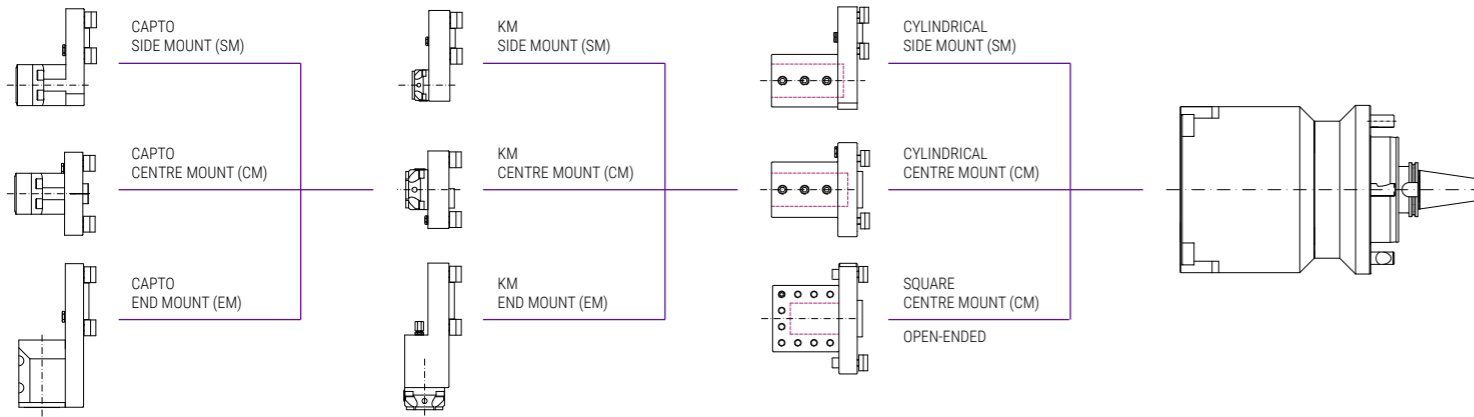 CAPTO
SIDE MOUNT (SM)
KM
SIDE MOUNT (SM)
CYLINDRICAL
SIDE MOUNT (SM)
CAPTO
CENTRE MOUNT (CM)
KM
CENTRE MOUNT (CM)
CYLINDRICAL
CENTRE MOUNT (CM)
CAPTO
END MOUNT (EM)
KM
END MOUNT (EM)
SQUARE
CENTRE MOUNT (CM)
OPEN-ENDED